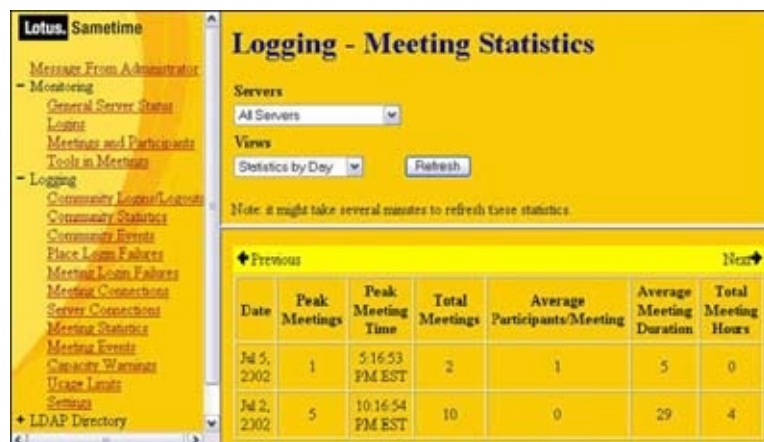 Lotus. Sametime
Message From Administrator
Monitoring
General Server Status
Logins
Meetings and Participants
Tools in Meetings
Logging
Community Logins/Logouts
Community Statistics
Community Events
Place Login Failures
Meeting Login Failures
Meeting Connections
Server Connections
Meeting Statistics
Meeting Events
Capacity Warnings
Usage Limits
Settings
LDAP Directory
Logging - Meeting Statistics
Servers
All Servers
Views
Statistics by Day Refresh
Note: it might take several minutes to refresh these statistics.
Previous Next
Date Peak Meetings Peak Meeting Time Total Meetings Average Participants/Meeting Average Meeting Duration Total Meeting Hours
Jul 5, 2002 1 5:16:53 PM EST 2 1 5 0
Jul 2, 2002 5 10:16:54 PM EST 10 0 29 4